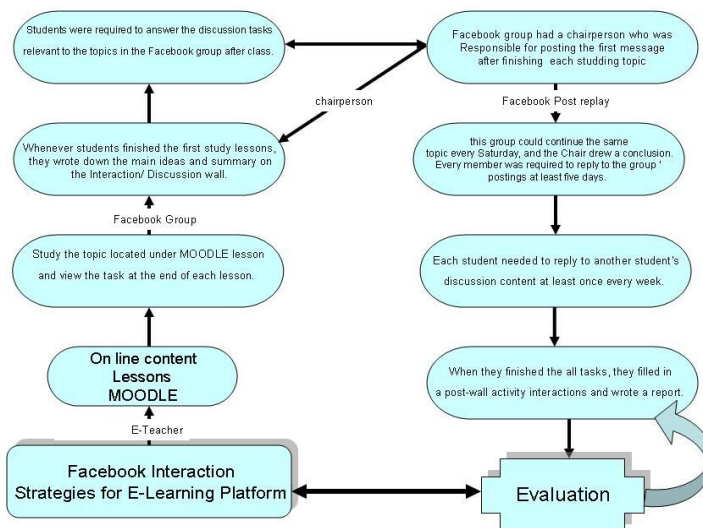 Students were required to answer the discussion tasks
relevant to the topics in the Facebook group after class.
Facebook group had a chairperson who was
Responsible for posting the first message
after finishing each studding topic
chairperson
Facebook Post replay
Whenever students finished the first study lessons,
they wrote down the main ideas and summary on
the Interaction/ Discussion wall.
this group could continue the same
topic every Saturday, and the Chair drew a conclusion.
Every member was required to reply to the group '
postings at least five days.
Facebook Group
Study the topic located under MOODLE lesson
and view the task at the end of each lesson.
Each student needed to reply to another student's
discussion content at least once every week.
On line content
Lessons
MOODLE
When they finished the all tasks, they filled in
a post-wall activity interactions and wrote a report.
E-Teacher
Facebook Interaction
Strategies for E-Learning Platform
Evaluation